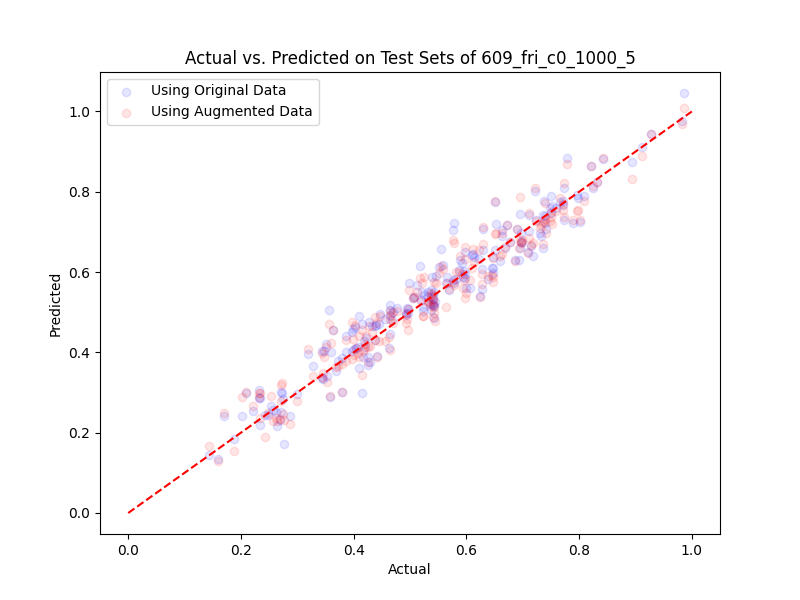 Actual vs. Predicted on Test Sets of 609_fri_c0_1000_5
Using Original Data
Using Augmented Data
1.0
0.8
0.6
0.4
0.2
0.0
Predicted
0.0 0.2 0.4 0.6 0.8 1.0
Actual